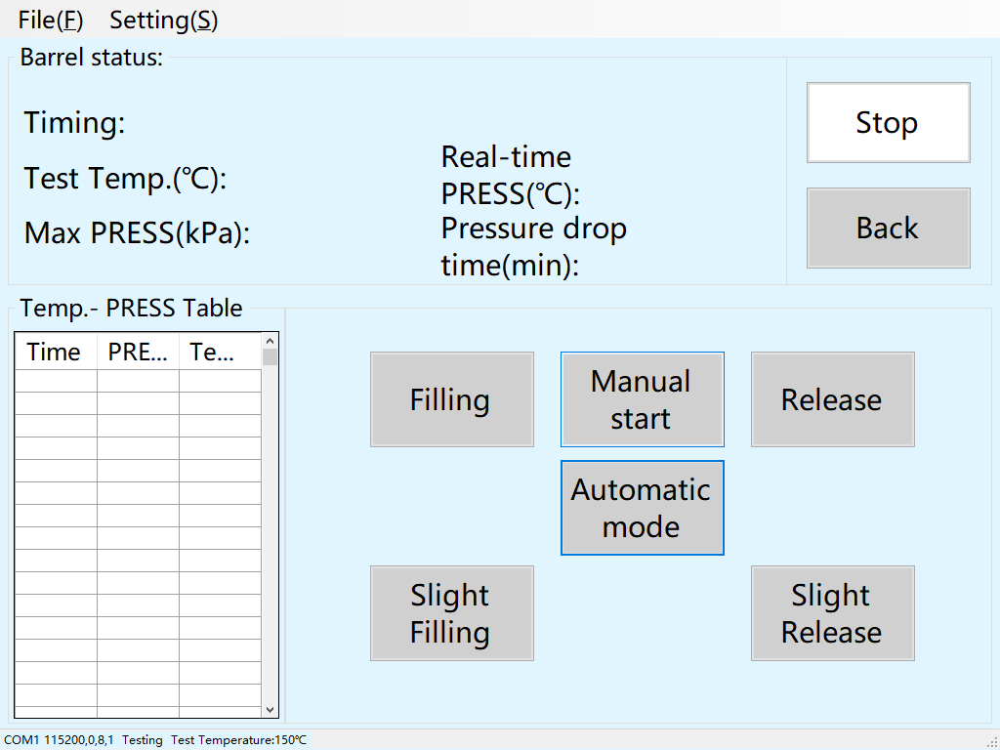 File(F) Setting(S)
Barrel status:
Timing:
Test Temp.(℃):
Max PRESS(kPa):
Real-time
PRESS(℃):
Pressure drop
time(min):
Stop
Back
Temp.- PRESS Table
Time PRE... Te...
Filling
Manual
start
Release
Automatic
mode
Slight
Filling
Slight
Release
COM1 115200,0,8,1 Testing Test Temperature:150℃